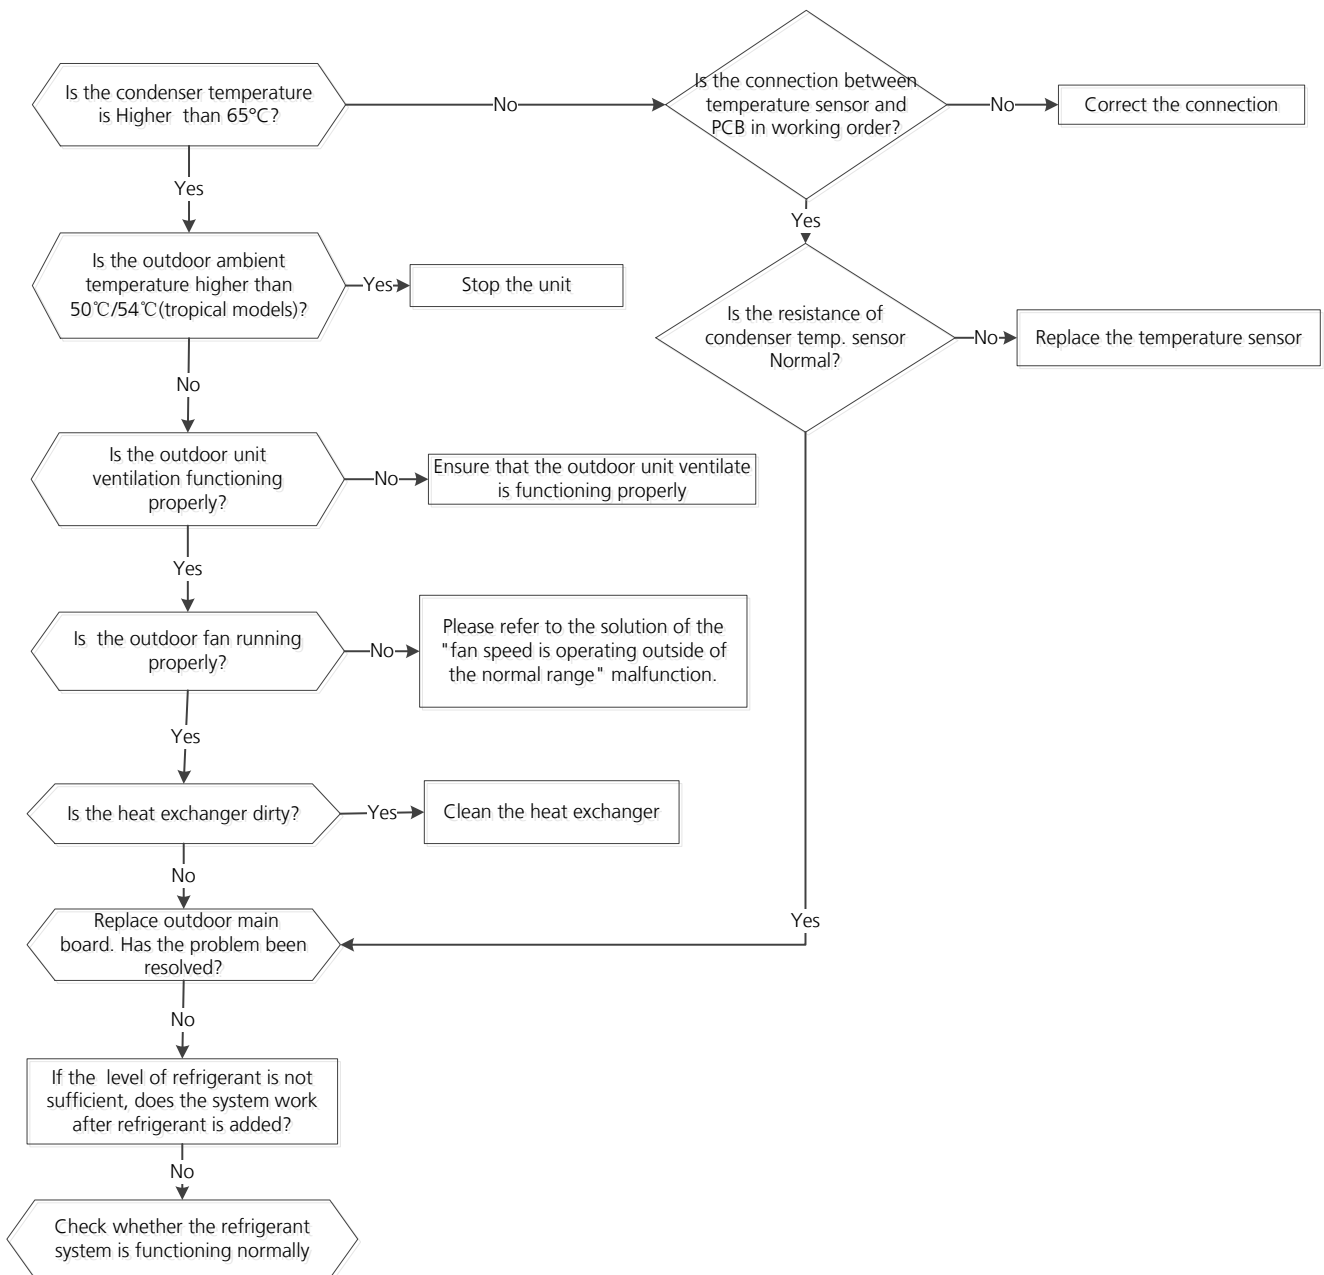 Is the condenser temperature
is Higher than 65°C?
No
Is the connection between
temperature sensor and
PCB in working order?
No
Correct the connection
Yes
Yes
Is the outdoor ambient
temperature higher than
50℃/54℃(tropical models)?
Yes
Stop the unit
Is the resistance of
condenser temp. sensor
Normal?
No
Replace the temperature sensor
No
Is the outdoor unit
ventilation functioning
properly?
No
Ensure that the outdoor unit ventilate
is functioning properly
Yes
Is the outdoor fan running
properly?
No
Please refer to the solution of the
"fan speed is operating outside of
the normal range" malfunction.
Yes
Is the heat exchanger dirty?
Yes
Clean the heat exchanger
No
Yes
Replace outdoor main
board. Has the problem been
resolved?
No
If the level of refrigerant is not
sufficient, does the system work
after refrigerant is added?
No
Check whether the refrigerant
system is functioning normally